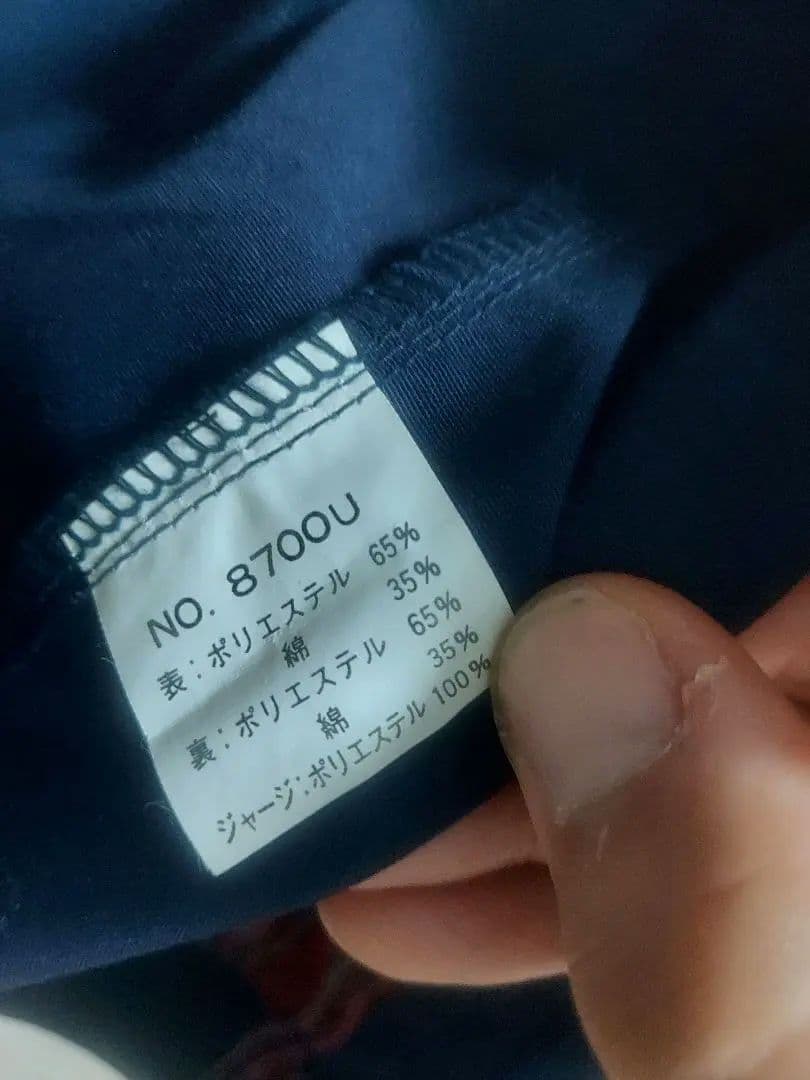 NO. 8700U
表:ポリエステル 65%
綿 35%
裏:ポリエステル 65%
綿 35%
ジャージ:ポリエステル 100%